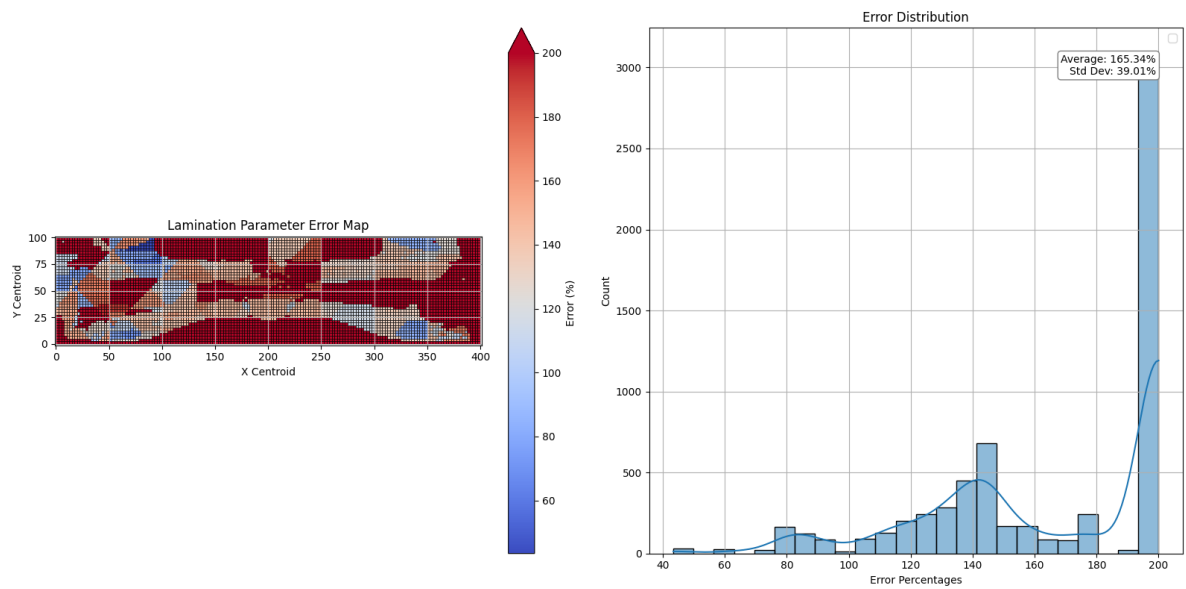 Lamination Parameter Error Map
100
75
50
25
0
Y Centroid
0 50 100 150 200 250 300 350 400
X Centroid
200
180
160
140
120
100
80
60
Error (%)
Error Distribution
Average: 165.34%
Std Dev: 39.01%
3000
2500
2000
1500
1000
500
0
Count
40 60 80 100 120 140 160 180 200
Error Percentages